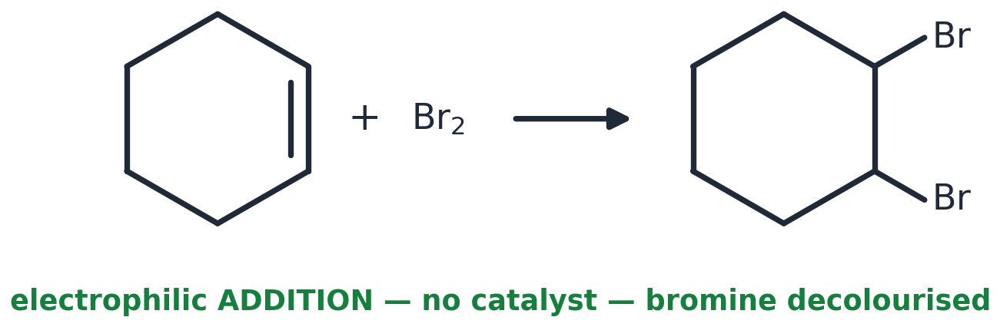 Br
+ Br₂
Br
electrophilic ADDITION — no catalyst — bromine decolourised